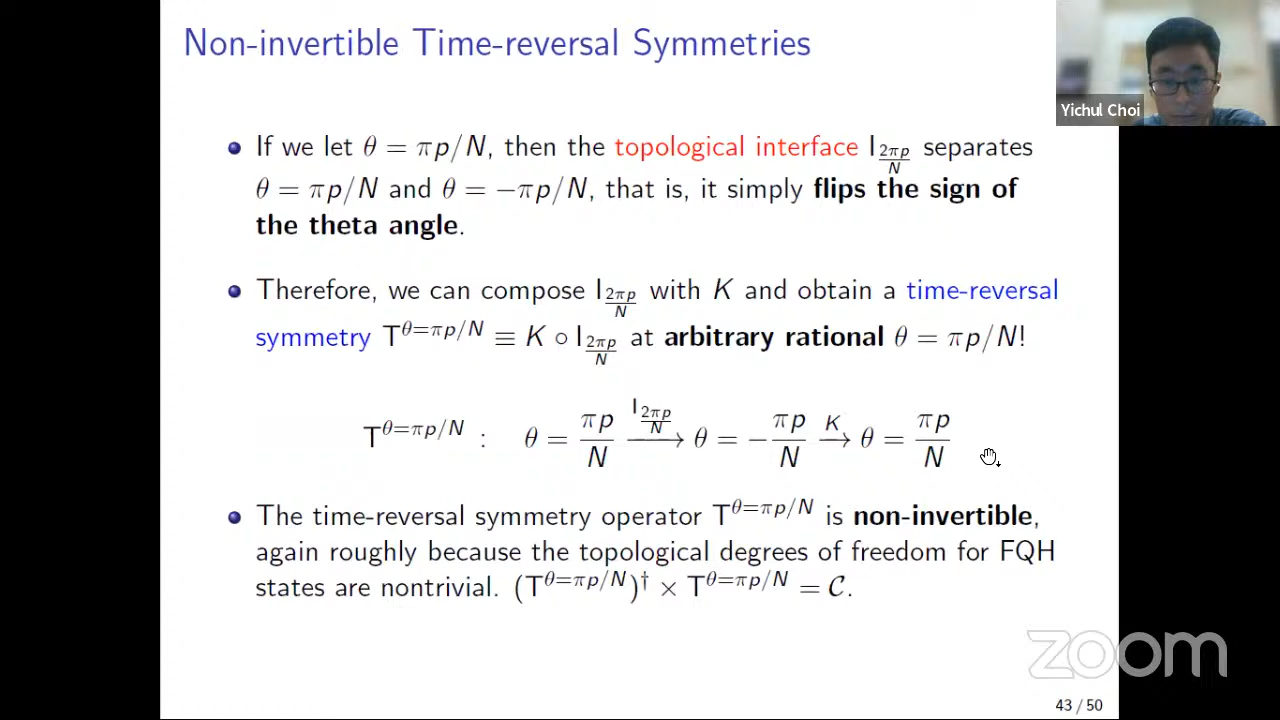 Non-invertible Time-reversal Symmetries
Yichul Choi
If we let θ = πp/N, then the topological interface I_{2πp/N} separates
θ = πp/N and θ = −πp/N, that is, it simply flips the sign of
the theta angle.
Therefore, we can compose I_{2πp/N} with K and obtain a time-reversal
symmetry T^{θ=πp/N} ≡ K ∘ I_{2πp/N} at arbitrary rational θ = πp/N!
T^{θ=πp/N} : θ = πp/N \xrightarrow{I_{2πp/N}} θ = −πp/N \xrightarrow{K} θ = πp/N
The time-reversal symmetry operator T^{θ=πp/N} is non-invertible,
again roughly because the topological degrees of freedom for FQH
states are nontrivial. (T^{θ=πp/N})† × T^{θ=πp/N} = 𝒞.
zoom
43 / 50